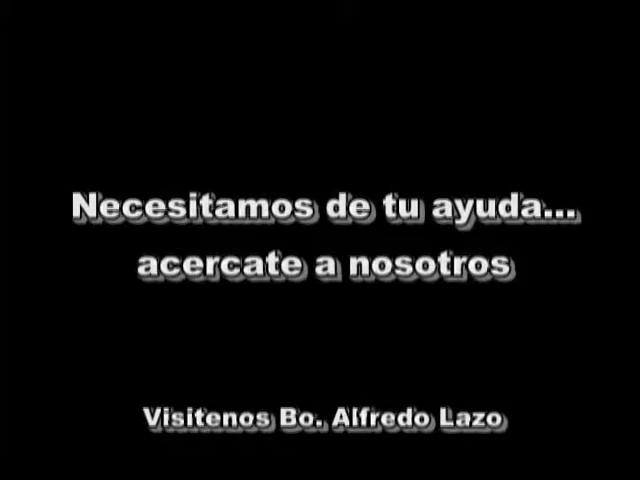 Necesitamos de tu ayuda...
acercate a nosotros
Visitenos Bo. Alfredo Lazo